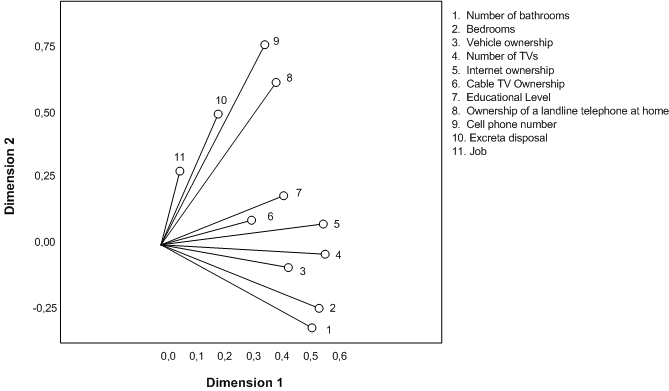 1. Number of bathrooms
2. Bedrooms
3. Vehicle ownership
4. Number of TVs
5. Internet ownership
6. Cable TV Ownership
7. Educational Level
8. Ownership of a landline telephone at home
9. Cell phone number
10. Excreta disposal
11. Job
Dimension 2
0,75
0,50
0,25
0,00
-0,25
9
8
10
11
7
6
5
4
3
2
1
0,0 0,1 0,2 0,3 0,4 0,5 0,6
Dimension 1